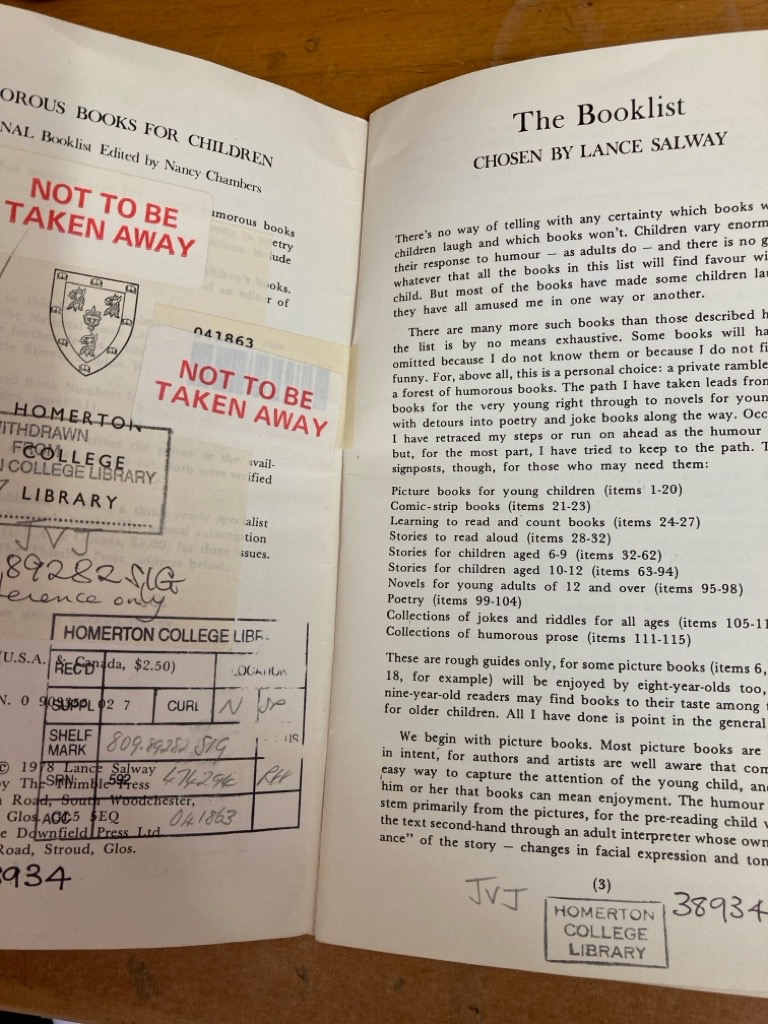 OROUS BOOKS FOR CHILDREN
NAL Booklist Edited by Nancy Chambers
NOT TO BE
TAKEN AWAY
umorous books
etry
lude
ooks.
r of
041863
NOT TO BE
TAKEN AWAY
HOMERTON
WITHDRAWN
FROM
COLLEGE
COLLEGE LIBRARY
LIBRARY
avail-
ified
alist
tion
ssues.
JVJ
.89282 SIG
erence only
HOMERTON COLLEGE LIBR
(U.S.A. & Canada, $2.50)
REC'D
LOCATION
N. 0 903355 02 7
SUPPL
CURL
N
SHELF
MARK
809.89282 SIG
© 1978 Lance Salway
by The Thimble Press
SRN
592
RH
Road, South Woodchester,
Glos. GL5 5EQ
ACC
041863
e Downfield Press Ltd
Road, Stroud, Glos.
8934
The Booklist
CHOSEN BY LANCE SALWAY
There's no way of telling with any certainty which books w
children laugh and which books won't. Children vary enorm
their response to humour — as adults do — and there is no g
whatever that all the books in this list will find favour wi
child. But most of the books have made some children lau
they have all amused me in one way or another.
There are many more such books than those described h
the list is by no means exhaustive. Some books will ha
omitted because I do not know them or because I do not fi
funny. For, above all, this is a personal choice: a private ramble
a forest of humorous books. The path I have taken leads from
books for the very young right through to novels for youn
with detours into poetry and joke books along the way. Occ
I have retraced my steps or run on ahead as the humour
but, for the most part, I have tried to keep to the path. T
signposts, though, for those who may need them:
Picture books for young children (items 1-20)
Comic-strip books (items 21-23)
Learning to read and count books (items 24-27)
Stories to read aloud (items 28-32)
Stories for children aged 6-9 (items 32-62)
Stories for children aged 10-12 (items 63-94)
Novels for young adults of 12 and over (items 95-98)
Poetry (items 99-104)
Collections of jokes and riddles for all ages (items 105-11
Collections of humorous prose (items 111-115)
These are rough guides only, for some picture books (items 6,
18, for example) will be enjoyed by eight-year-olds too,
nine-year-old readers may find books to their taste among t
for older children. All I have done is point in the general
We begin with picture books. Most picture books are
in intent, for authors and artists are well aware that com
easy way to capture the attention of the young child, and
him or her that books can mean enjoyment. The humour
stem primarily from the pictures, for the pre-reading child
the text second-hand through an adult interpreter whose own
ance" of the story — changes in facial expression and ton
(3)
JVJ
HOMERTON
COLLEGE
LIBRARY
38934